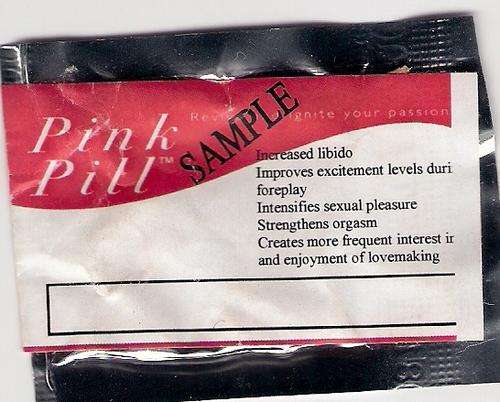 Pink
Pill™
SAMPLE
ignite your passion
Increased libido
Improves excitement levels duri
foreplay
Intensifies sexual pleasure
Strengthens orgasm
Creates more frequent interest ir
and enjoyment of lovemaking